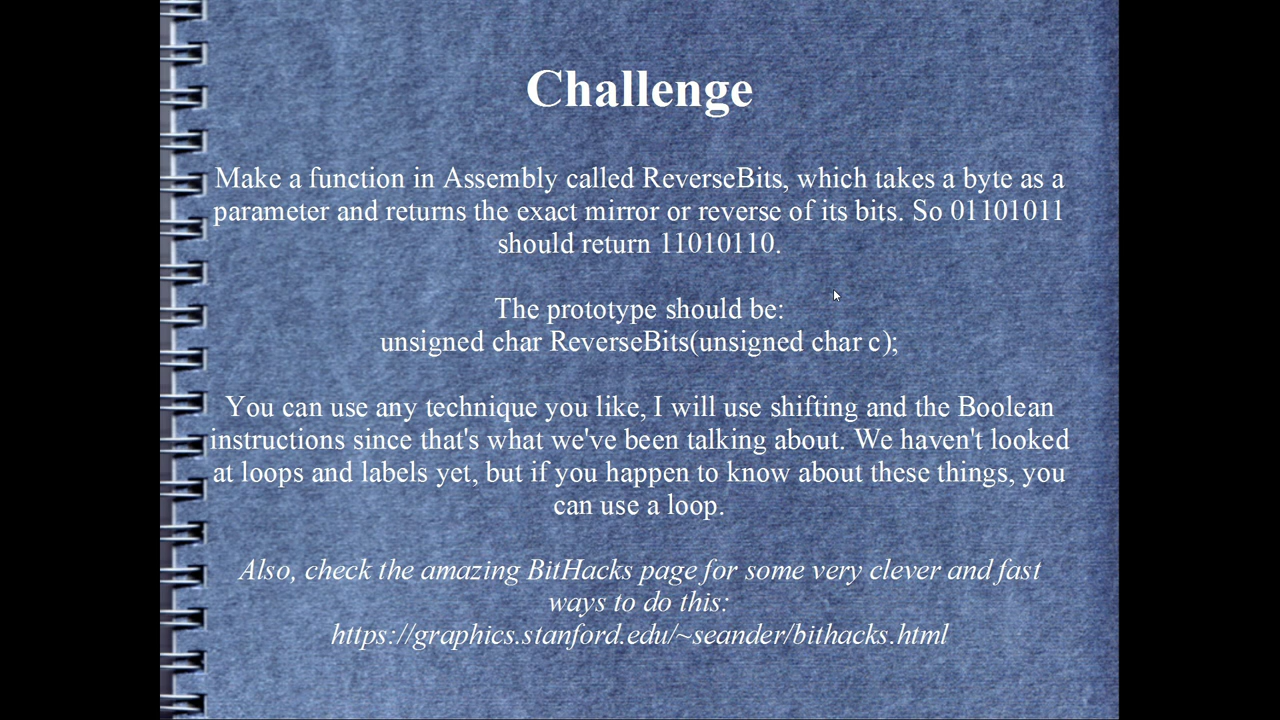 Challenge
Make a function in Assembly called ReverseBits, which takes a byte as a
parameter and returns the exact mirror or reverse of its bits. So 01101011
should return 11010110.
The prototype should be:
unsigned char ReverseBits(unsigned char c);
You can use any technique you like, I will use shifting and the Boolean
instructions since that's what we've been talking about. We haven't looked
at loops and labels yet, but if you happen to know about these things, you
can use a loop.
Also, check the amazing BitHacks page for some very clever and fast
ways to do this:
https://graphics.stanford.edu/~seander/bithacks.html